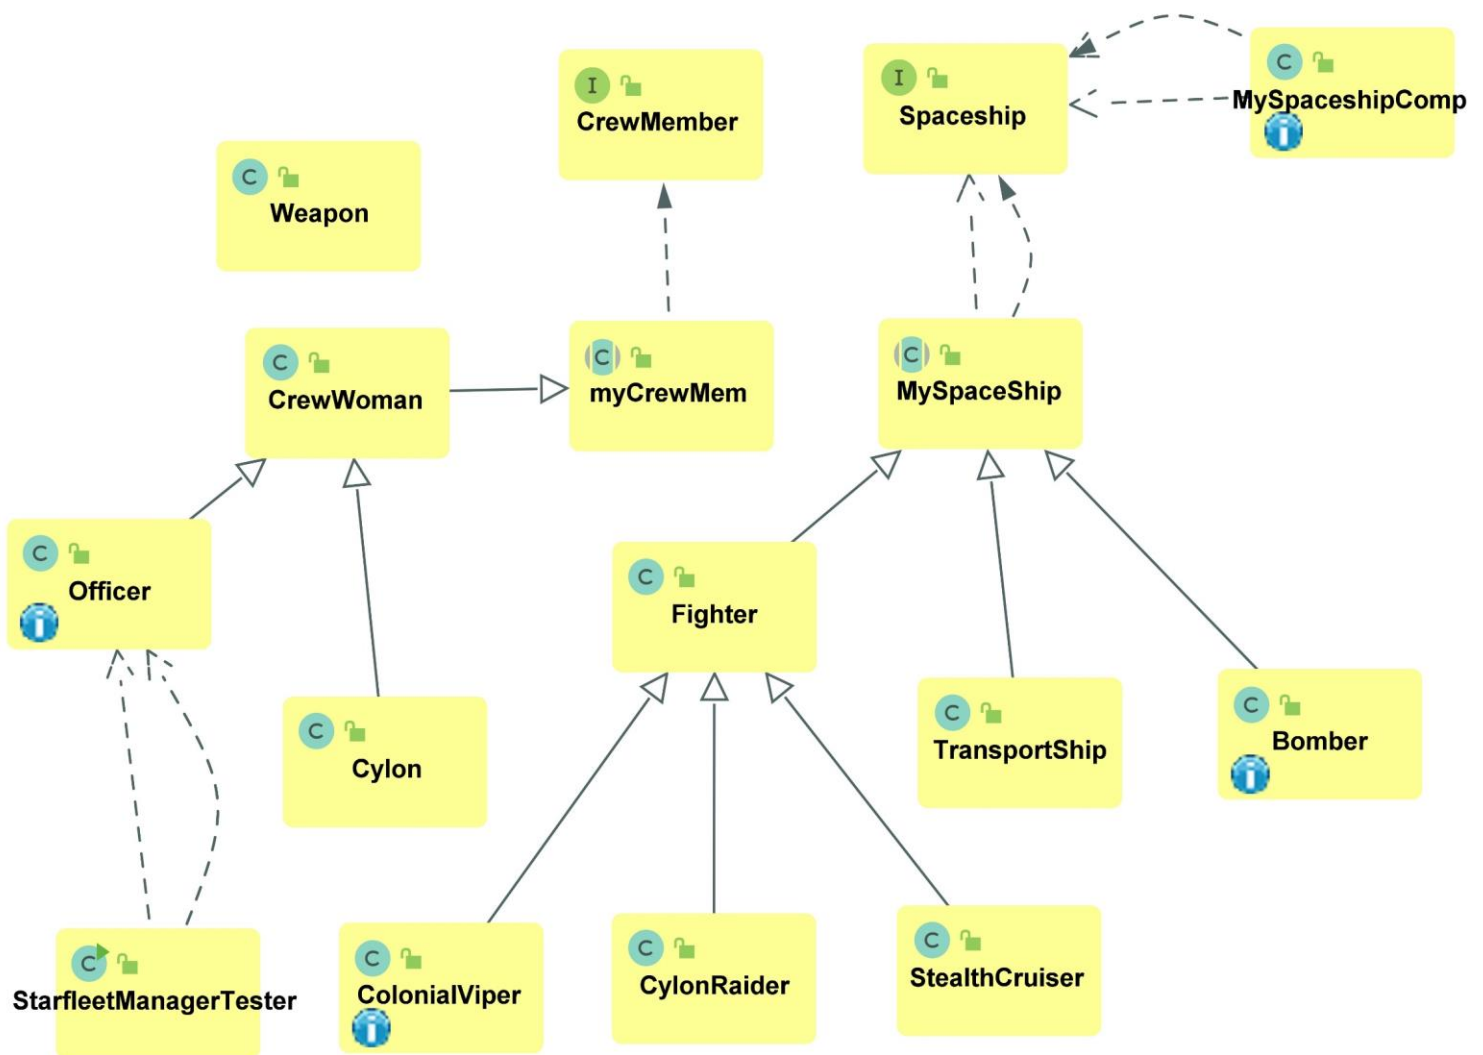 I
CrewMember
I
Spaceship
C
MySpaceshipComp
i
C
Weapon
C
CrewWoman
C
myCrewMem
C
MySpaceShip
C
Officer
i
C
Fighter
C
Cylon
C
TransportShip
C
Bomber
i
C
StarfleetManagerTester
C
ColonialViper
i
C
CylonRaider
C
StealthCruiser